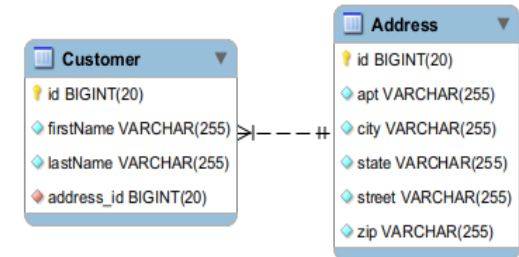 Customer
id BIGINT(20)
firstName VARCHAR(255)
lastName VARCHAR(255)
address_id BIGINT(20)
Address
id BIGINT(20)
apt VARCHAR(255)
city VARCHAR(255)
state VARCHAR(255)
street VARCHAR(255)
zip VARCHAR(255)